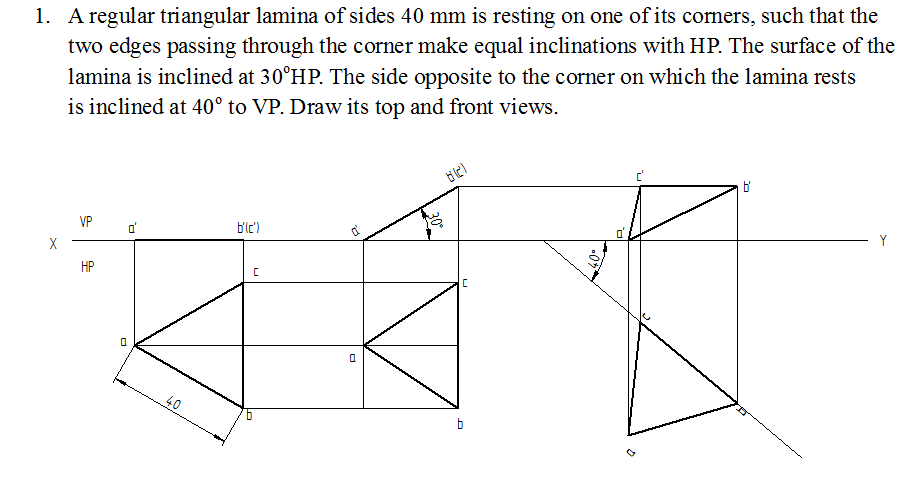 1. A regular triangular lamina of sides 40 mm is resting on one of its corners, such that the
two edges passing through the corner make equal inclinations with HP. The surface of the
lamina is inclined at 30°HP. The side opposite to the corner on which the lamina rests
is inclined at 40° to VP. Draw its top and front views.
b'(c')
c'
b'
VP
a'
b'(c')
a'
30°
a'
X
Y
HP
c
c
40°
c
a
a
40
b
b
b
a